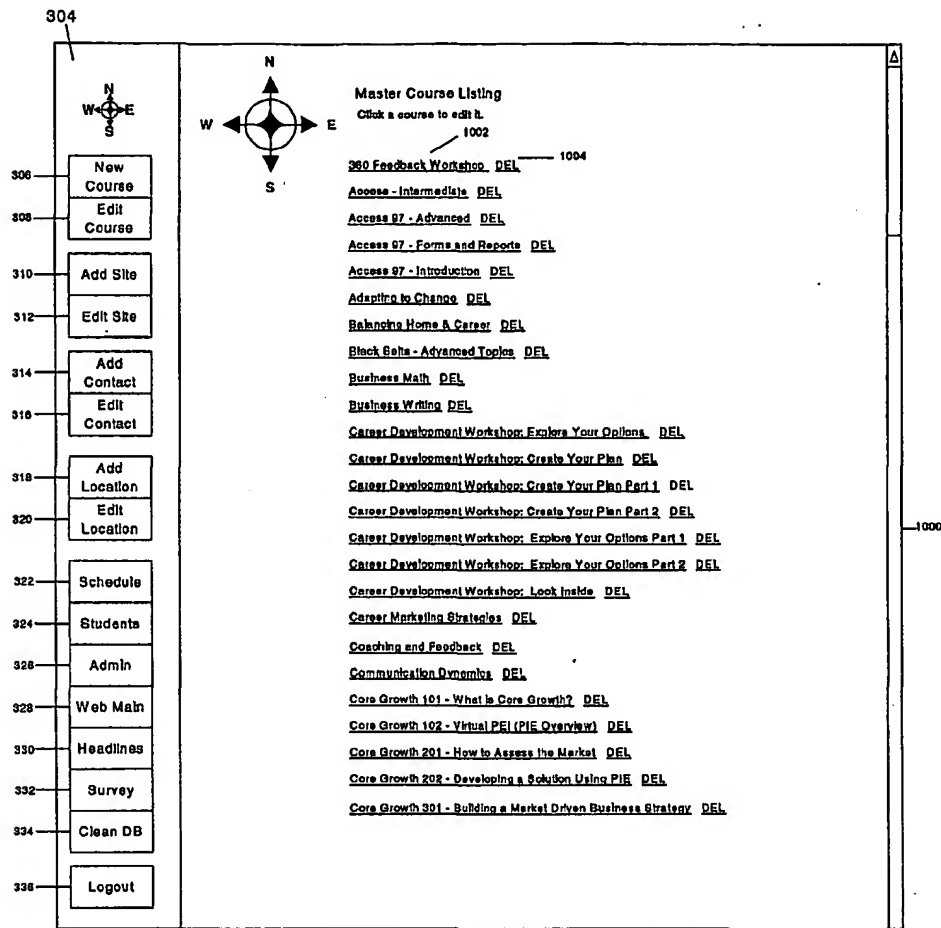 304
N
W E
S
306 New Course
308 Edit Course
310 Add Site
312 Edit Site
314 Add Contact
316 Edit Contact
318 Add Location
320 Edit Location
322 Schedule
324 Students
326 Admin
328 Web Main
330 Headlines
332 Survey
334 Clean DB
336 Logout
N
W E
S
Master Course Listing
Click a course to edit it.
1002
360 Feedback Workshop DEL 1004
Access - Intermediate DEL
Access 97 - Advanced DEL
Access 97 - Forms and Reports DEL
Access 97 - Introduction DEL
Adapting to Change DEL
Balancing Home & Career DEL
Black Belts - Advanced Topics DEL
Business Math DEL
Business Writing DEL
Career Development Workshop: Explore Your Options DEL
Career Development Workshop: Create Your Plan DEL
Career Development Workshop: Create Your Plan Part 1 DEL
Career Development Workshop: Create Your Plan Part 2 DEL
Career Development Workshop: Explore Your Options Part 1 DEL
Career Development Workshop: Explore Your Options Part 2 DEL
Career Development Workshop: Look Inside DEL
Career Marketing Strategies DEL
Coaching and Feedback DEL
Communication Dynamics DEL
Core Growth 101 - What is Core Growth? DEL
Core Growth 102 - Virtual PEI (PIE Overview) DEL
Core Growth 201 - How to Assess the Market DEL
Core Growth 202 - Developing a Solution Using PIE DEL
Core Growth 301 - Building a Market Driven Business Strategy DEL
1000